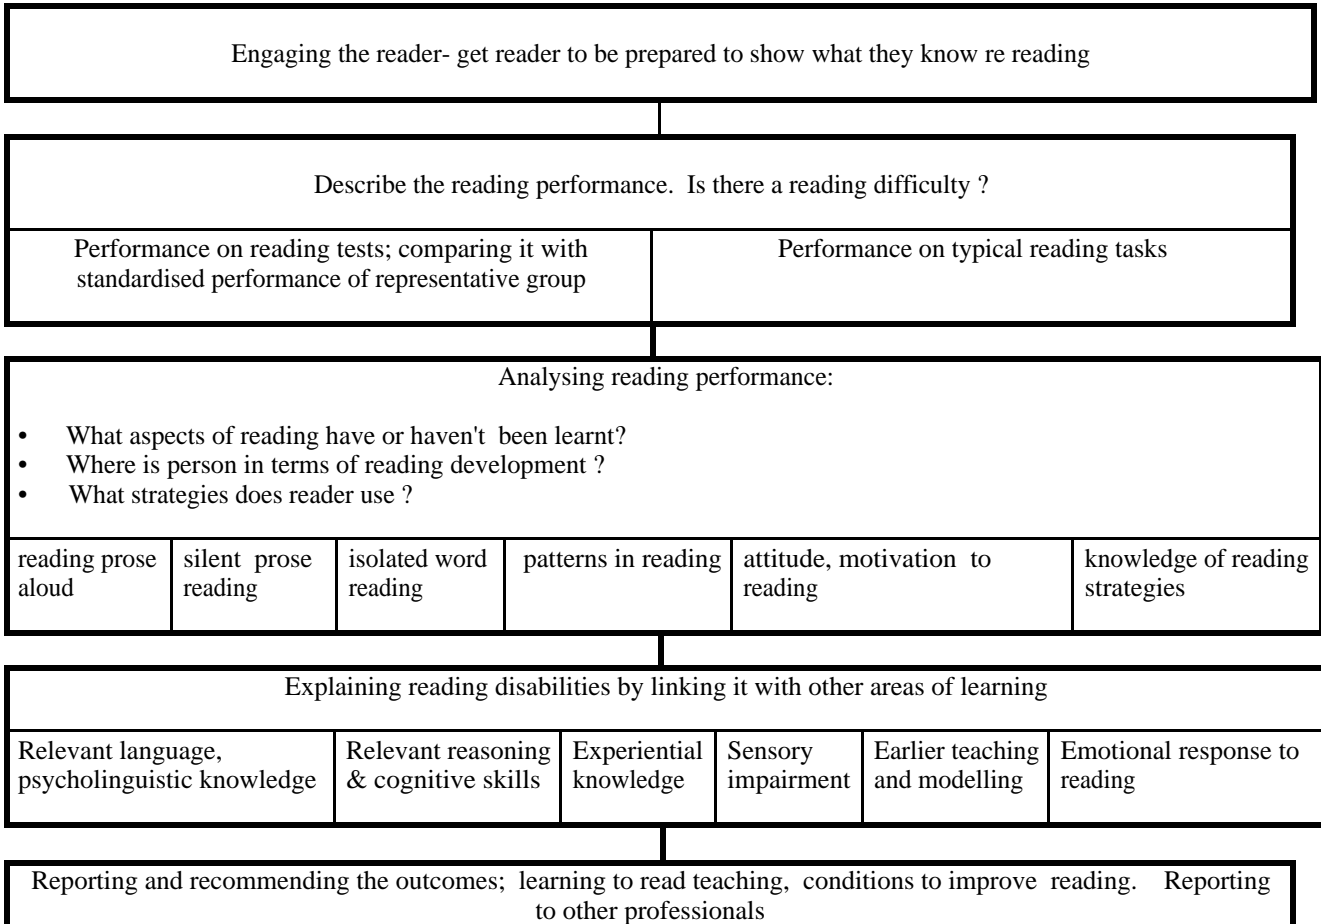 Engaging the reader- get reader to be prepared to show what they know re reading
Describe the reading performance. Is there a reading difficulty ?
Performance on reading tests; comparing it with
standardised performance of representative group
Performance on typical reading tasks
Analysing reading performance:
• What aspects of reading have or haven't been learnt?
• Where is person in terms of reading development ?
• What strategies does reader use ?
reading prose
aloud
silent prose
reading
isolated word
reading
patterns in reading
attitude, motivation to
reading
knowledge of reading
strategies
Explaining reading disabilities by linking it with other areas of learning
Relevant language,
psycholinguistic knowledge
Relevant reasoning
& cognitive skills
Experiential
knowledge
Sensory
impairment
Earlier teaching
and modelling
Emotional response to
reading
Reporting and recommending the outcomes; learning to read teaching, conditions to improve reading. Reporting
to other professionals